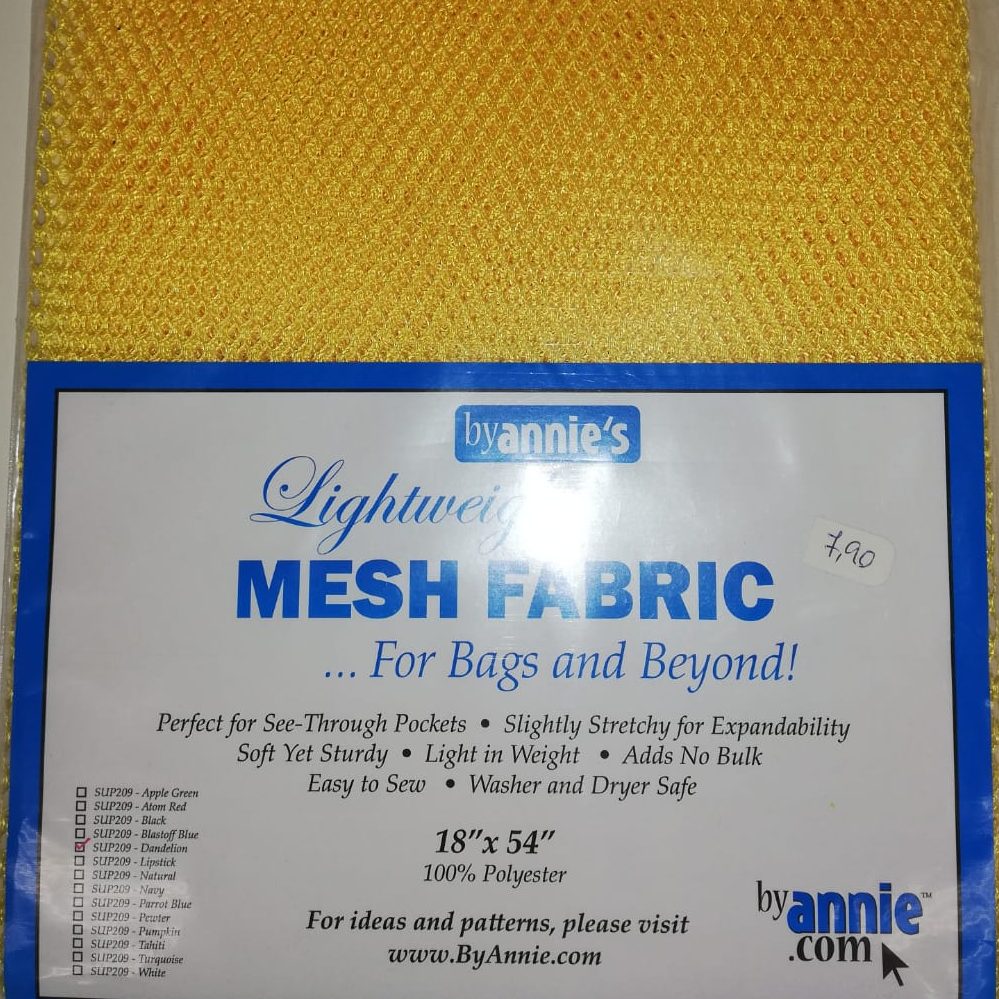 byannie's
MESH FABRIC
7,90
... For Bags and Beyond!
Perfect for See-Through Pockets • Slightly Stretchy for Expandability
Soft Yet Sturdy • Light in Weight • Adds No Bulk
Easy to Sew • Washer and Dryer Safe
SUP209 - Apple Green
SUP209 - Atom Red
SUP209 - Black
SUP209 - Blastoff Blue
SUP209 - Dandelion
SUP209 - Lipstick
SUP209 - Natural
SUP209 - Navy
SUP209 - Parrot Blue
SUP209 - Pewter
SUP209 - Pumpkin
SUP209 - Tahiti
SUP209 - Turquoise
SUP209 - White
18”x 54”
100% Polyester
For ideas and patterns, please visit
www.ByAnnie.com
byannie™
.com